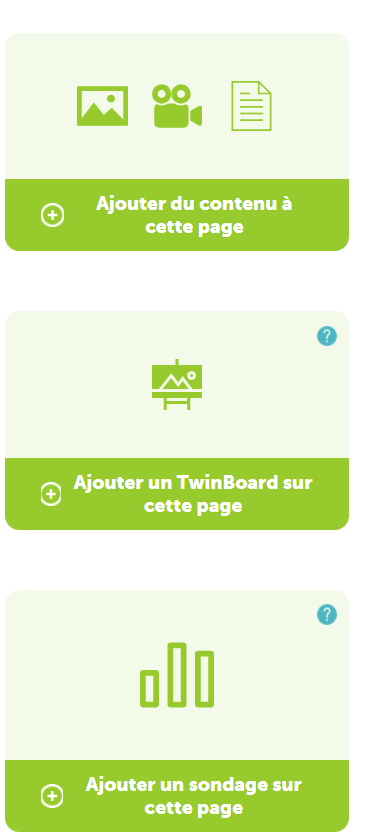 Ajouter du contenu à
cette page
?
Ajouter un TwinBoard sur
cette page
?
Ajouter un sondage sur
cette page